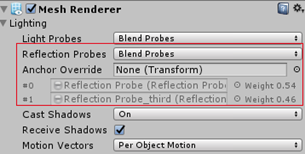 Mesh Renderer
Lighting
Light Probes Blend Probes
Reflection Probes Blend Probes
Anchor Override None (Transform)
#0 Reflection Probe (Reflection Probe Weight 0.54
#1 Reflection Probe_third (Reflection Weight 0.46
Cast Shadows On
Receive Shadows
Motion Vectors Per Object Motion